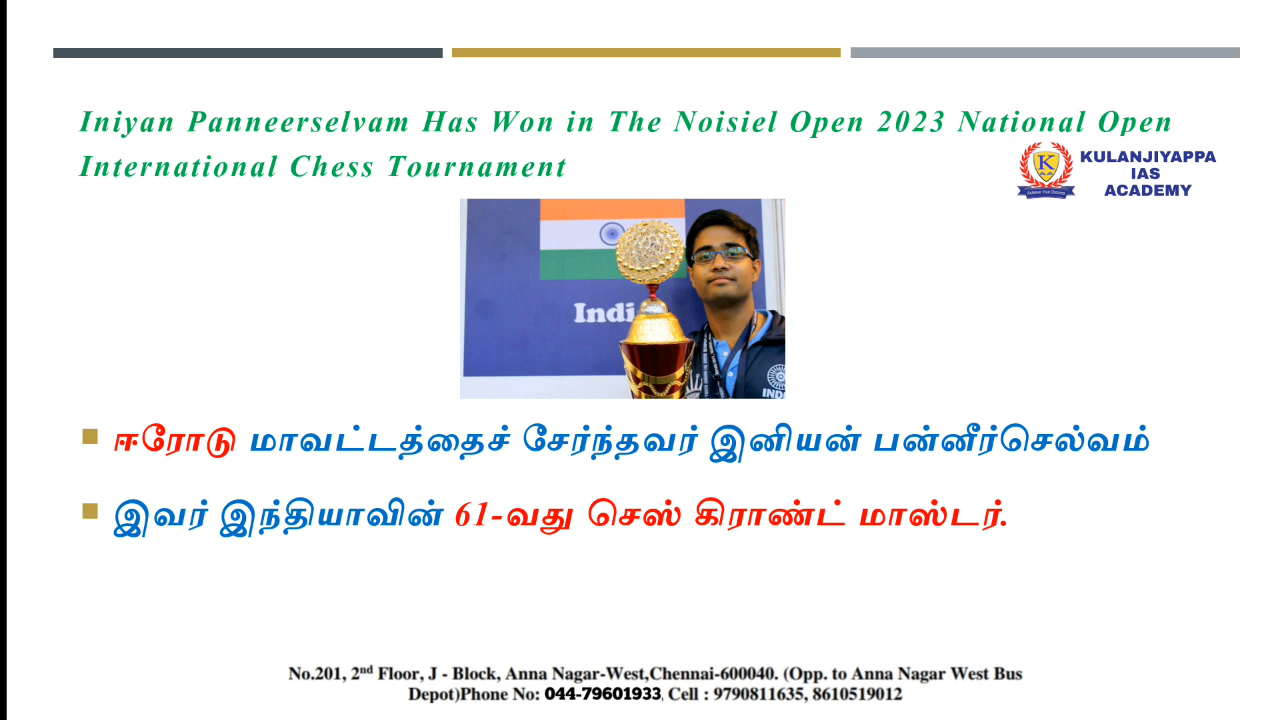 Iniyan Panneerselvam Has Won in The Noisiel Open 2023 National Open
International Chess Tournament
KULANJIYAPPA
IAS
ACADEMY
K
India
INDI
ஈரோடு மாவட்டத்தைச் சேர்ந்தவர் இனியன் பன்னீர்செல்வம்
இவர் இந்தியாவின் 61-வது செஸ் கிராண்ட் மாஸ்டர்.
No.201, 2nd Floor, J - Block, Anna Nagar-West,Chennai-600040. (Opp. to Anna Nagar West Bus
Depot)Phone No: 044-79601933, Cell : 9790811635, 8610519012